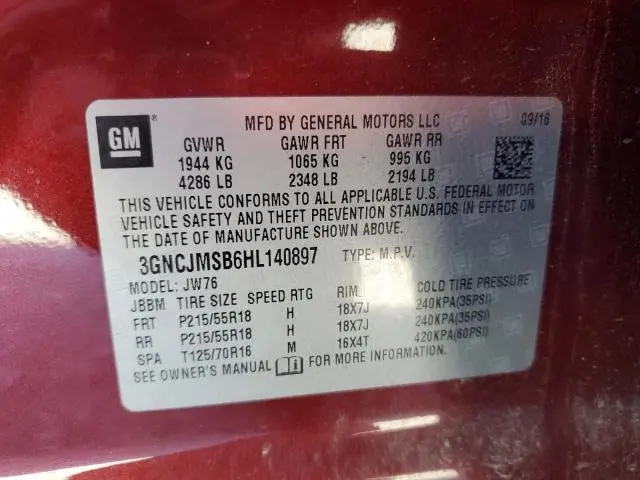 MFD BY GENERAL MOTORS LLC 09/16
GM®
GVWR GAWR FRT GAWR RR
1944 KG 1065 KG 995 KG
4286 LB 2348 LB 2194 LB
THIS VEHICLE CONFORMS TO ALL APPLICABLE U.S. FEDERAL MOTOR
VEHICLE SAFETY AND THEFT PREVENTION STANDARDS IN EFFECT ON
THE DATE OF MANUFACTURE SHOWN ABOVE.
3GNCJMSB6HL140897 TYPE: M.P.V.
MODEL: JW76
JBBM TIRE SIZE SPEED RTG RIM COLD TIRE PRESSURE
FRT P215/55R18 H 18X7J 240KPA(35PSI)
RR P215/55R18 H 18X7J 240KPA(35PSI)
SPA T125/70R16 M 16X4T 420KPA(60PSI)
SEE OWNER'S MANUAL i FOR MORE INFORMATION.